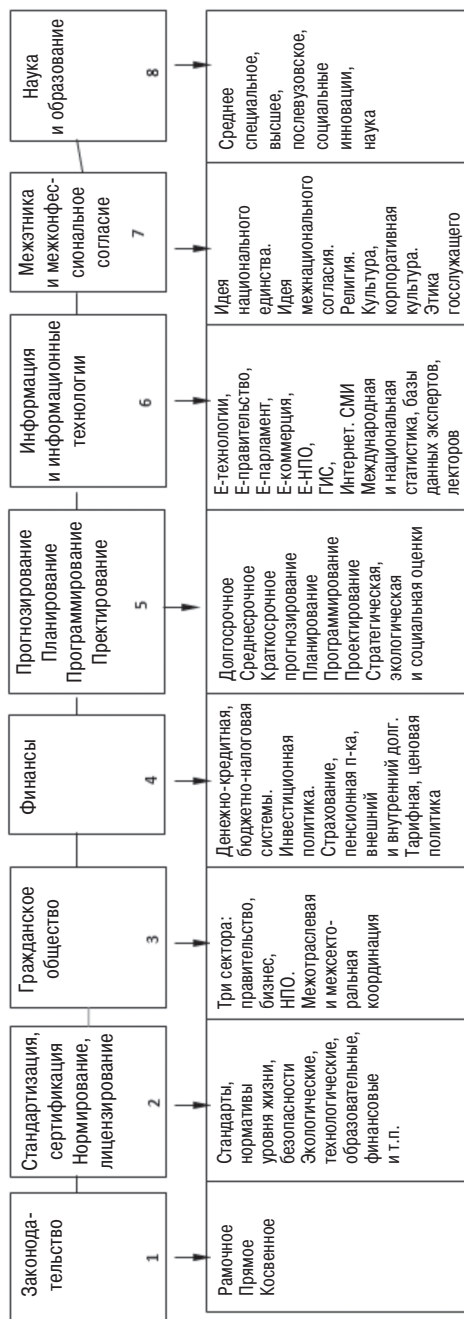 Законода-
тельство
1
Стандартизация,
сертификация
Нормирование,
лицензирование
2
Гражданское
общество
3
Финансы
4
Прогнозирование
Планирование
Программирование
Пректирование
5
Информация
и информационные
технологии
6
Межэтника
и межконфес-
сиональное
согласие
7
Наука
и образование
8
Рамочное
Прямое
Косвенное
Стандарты,
нормативы
уровня жизни,
безопасности
Экологические,
технологические,
образовательные,
финансовые
и т.п.
Три сектора:
правительство,
бизнес,
НПО.
Межотраслевая
и межсекто-
ральная
координация
Денежно-кредитная,
бюджетно-налоговая
системы.
Инвестиционная
политика.
Страхование,
пенсионная п-ка,
внешний
и внутренний долг.
Тарифная, ценовая
политика
Долгосрочное
Среднесрочное
Краткосрочное
прогнозирование
Планирование
Программирование
Проектирование
Стратегическая,
экологическая
и социальная оценки
Е-технологии,
Е-правительство,
Е-парламент,
Е-коммерция,
Е-НПО,
ГИС,
Интернет. СМИ
Международная
и национальная
статистика, базы
данных экспертов,
лекторов
Идея
национального
единства.
Идея
межнационального
согласия.
Религия.
Культура,
корпоративная
культура.
Этика
госслужащего
Среднее
специальное,
высшее,
послевузовское,
социальные
инновации,
наука